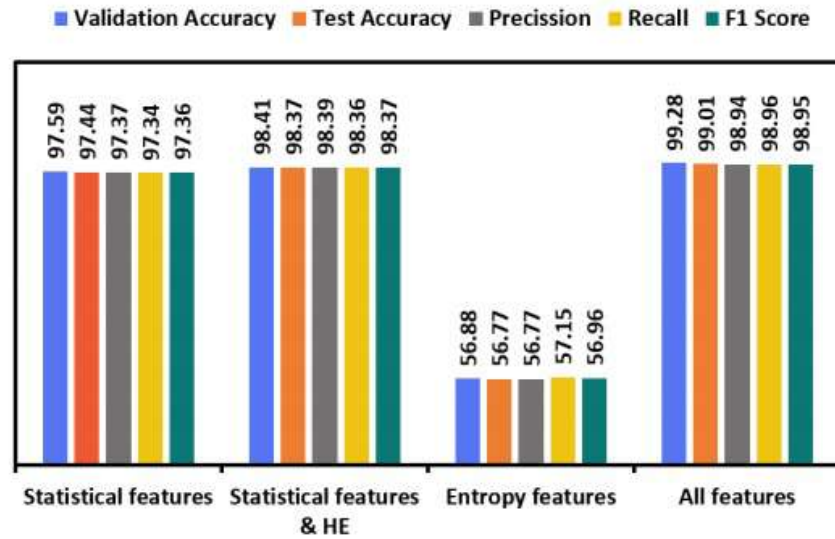 Validation Accuracy Test Accuracy Precission Recall F1 Score
97.59 97.44 97.37 97.34 97.36
98.41 98.37 98.39 98.36 98.37
56.88 56.77 56.77 57.15 56.96
99.28 99.01 98.94 98.96 98.95
Statistical features
Statistical features
& HE
Entropy features
All features